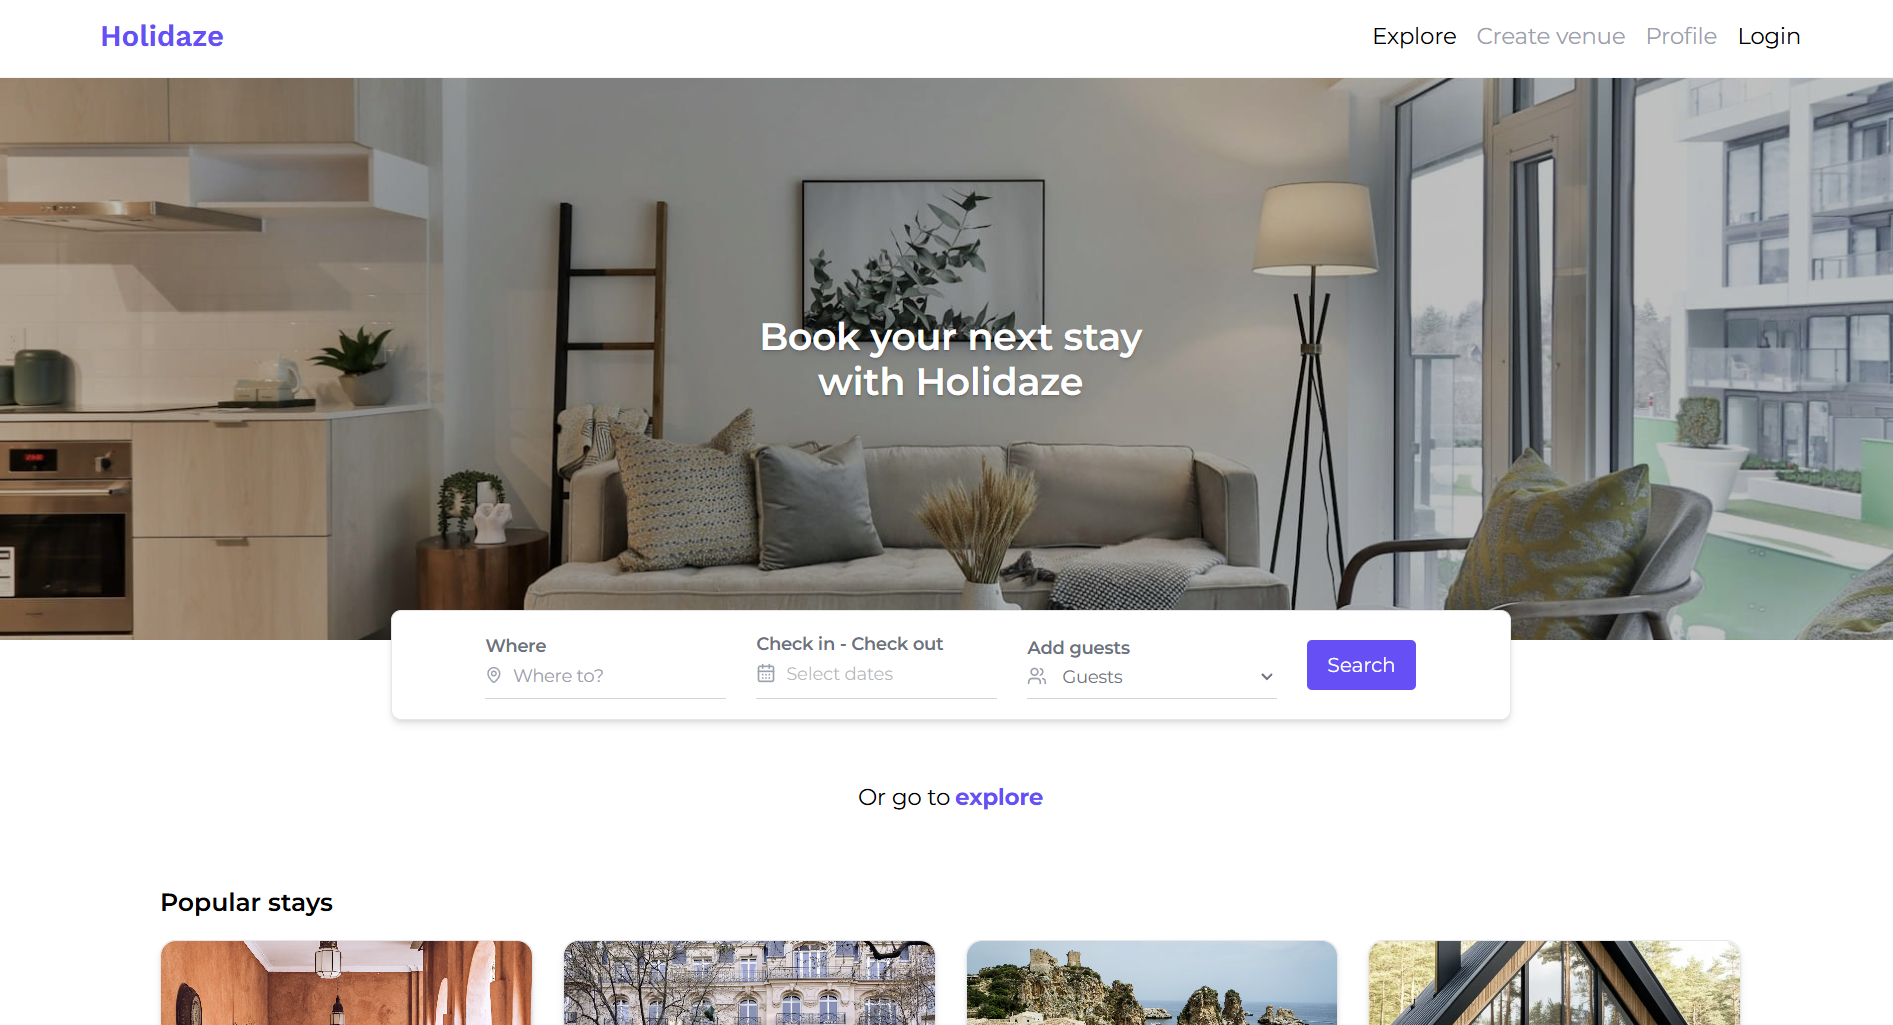 Holidaze
Explore Create venue Profile Login
Book your next stay
with Holidaze
Where
Where to?
Check in - Check out
Select dates
Add guests
Guests
Search
Or go to explore
Popular stays